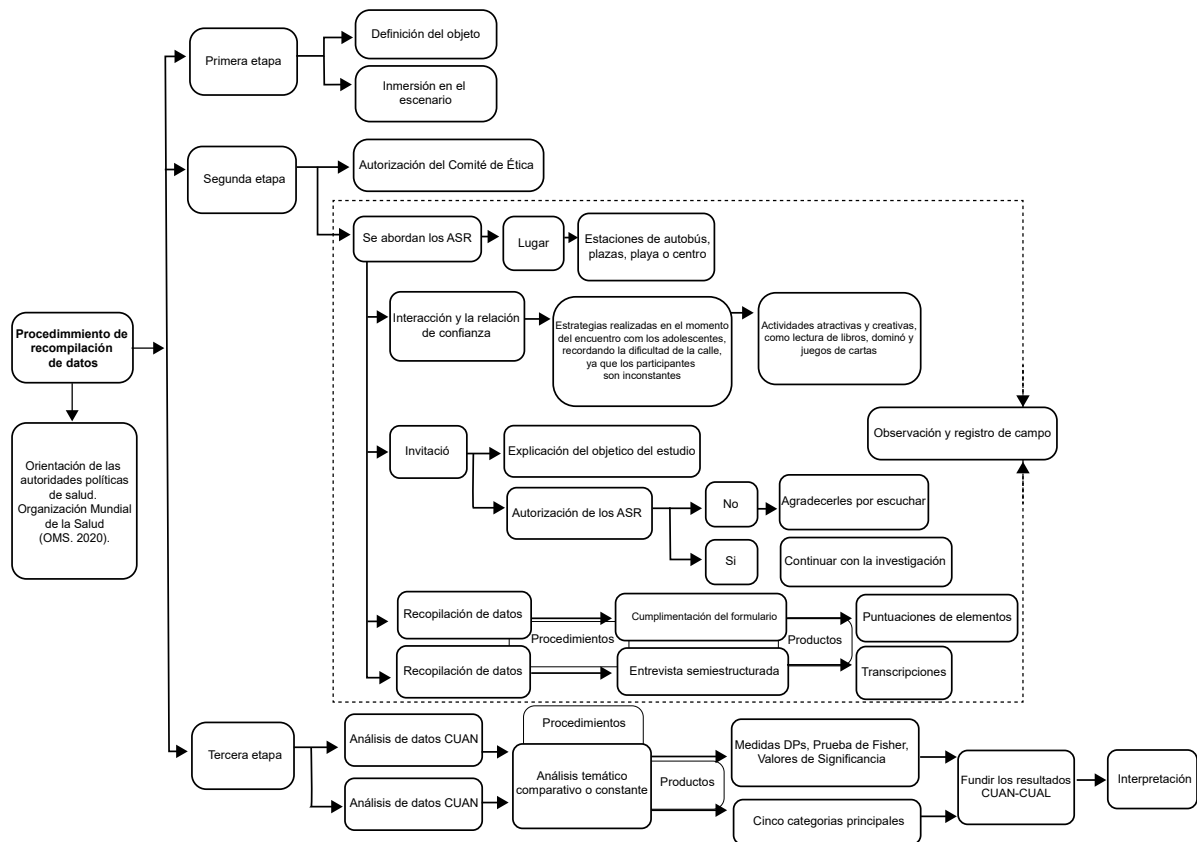 Primera etapa
Definición del objeto
Inmersión en el
escenario
Segunda etapa
Autorización del Comité de Ética
Se abordan los ASR
Lugar
Estaciones de autobús,
plazas, playa o centro
Interacción y la relación
de confianza
Estrategias realizadas en el momento
del encuentro com los adolescentes,
recordando la dificultad de la calle,
ya que los participantes
son inconstantes
Actividades atractivas y creativas,
como lectura de libros, dominó y
juegos de cartas
Procedimmiento de
recompilación
de datos
Orientación de las
autoridades políticas
de salud.
Organización Mundial
de la Salud
(OMS. 2020).
Observación y registro de campo
Invitació
Explicación del objetico del estudio
Autorización de los ASR
No
Agradecerles por escuchar
Si
Continuar con la investigación
Recopilación de datos
Procedimientos
Cumplimentación del formulario
Productos
Puntuaciones de elementos
Recopilación de datos
Entrevista semiestructurada
Transcripciones
Tercera etapa
Análisis de datos CUAN
Análisis de datos CUAN
Procedimientos
Análisis temático
comparativo o constante
Productos
Medidas DPs, Prueba de Fisher,
Valores de Significancia
Cinco categorias principales
Fundir los resultados
CUAN-CUAL
Interpretación